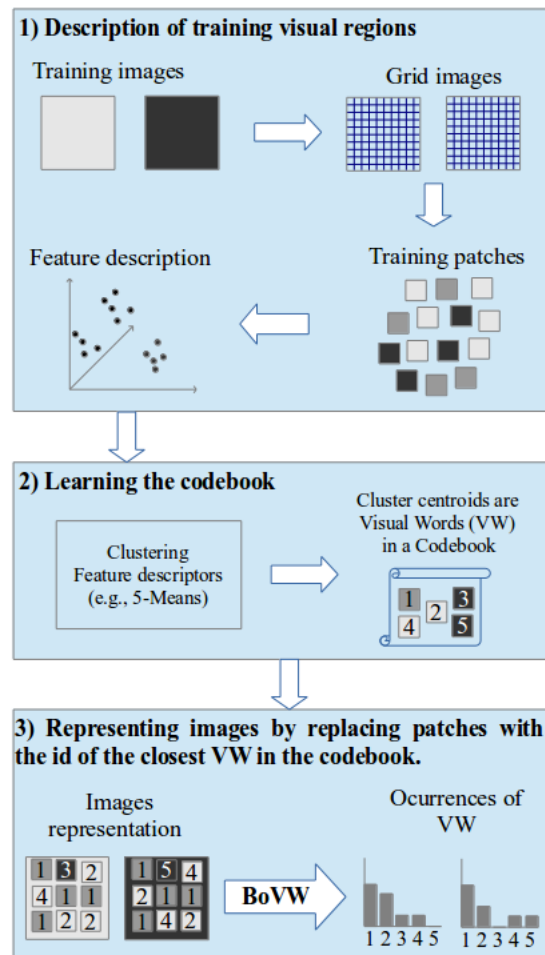 1) Description of training visual regions
Training images
Grid images
Feature description
Training patches
2) Learning the codebook
Clustering
Feature descriptors
(e.g., 5-Means)
Cluster centroids are
Visual Words (VW)
in a Codebook
1 3
2
4 5
3) Representing images by replacing patches with
the id of the closest VW in the codebook.
Images
representation
Ocurrences of
VW
1 3 2
4 1 1
1 2 2
1 5 4
2 1 1
1 4 2
BoVW
1 2 3 4 5
1 2 3 4 5